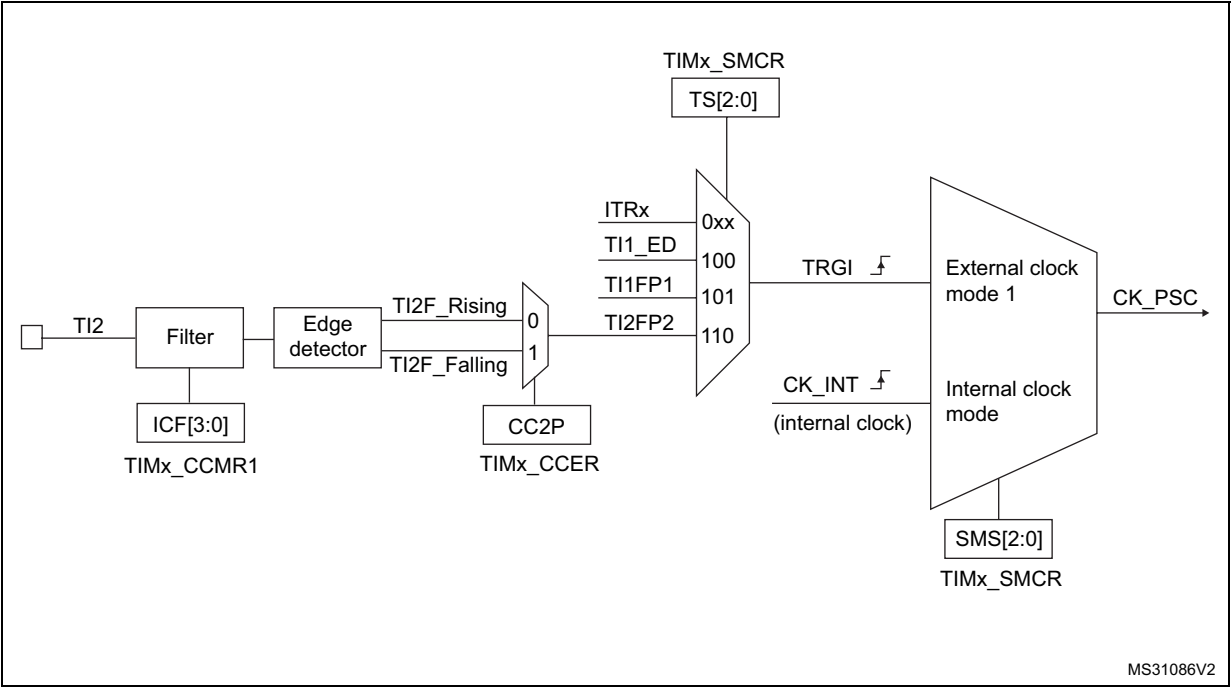 TIMx_SMCR
TS[2:0]
ITRx
0xx
TI1_ED
100
TI1FP1
101
TI2FP2
110
TRGI
External clock
mode 1
CK_PSC
TI2
Filter
Edge
detector
TI2F_Rising
0
TI2F_Falling
1
CK_INT
(internal clock)
Internal clock
mode
ICF[3:0]
TIMx_CCMR1
CC2P
TIMx_CCER
SMS[2:0]
TIMx_SMCR
MS31086V2